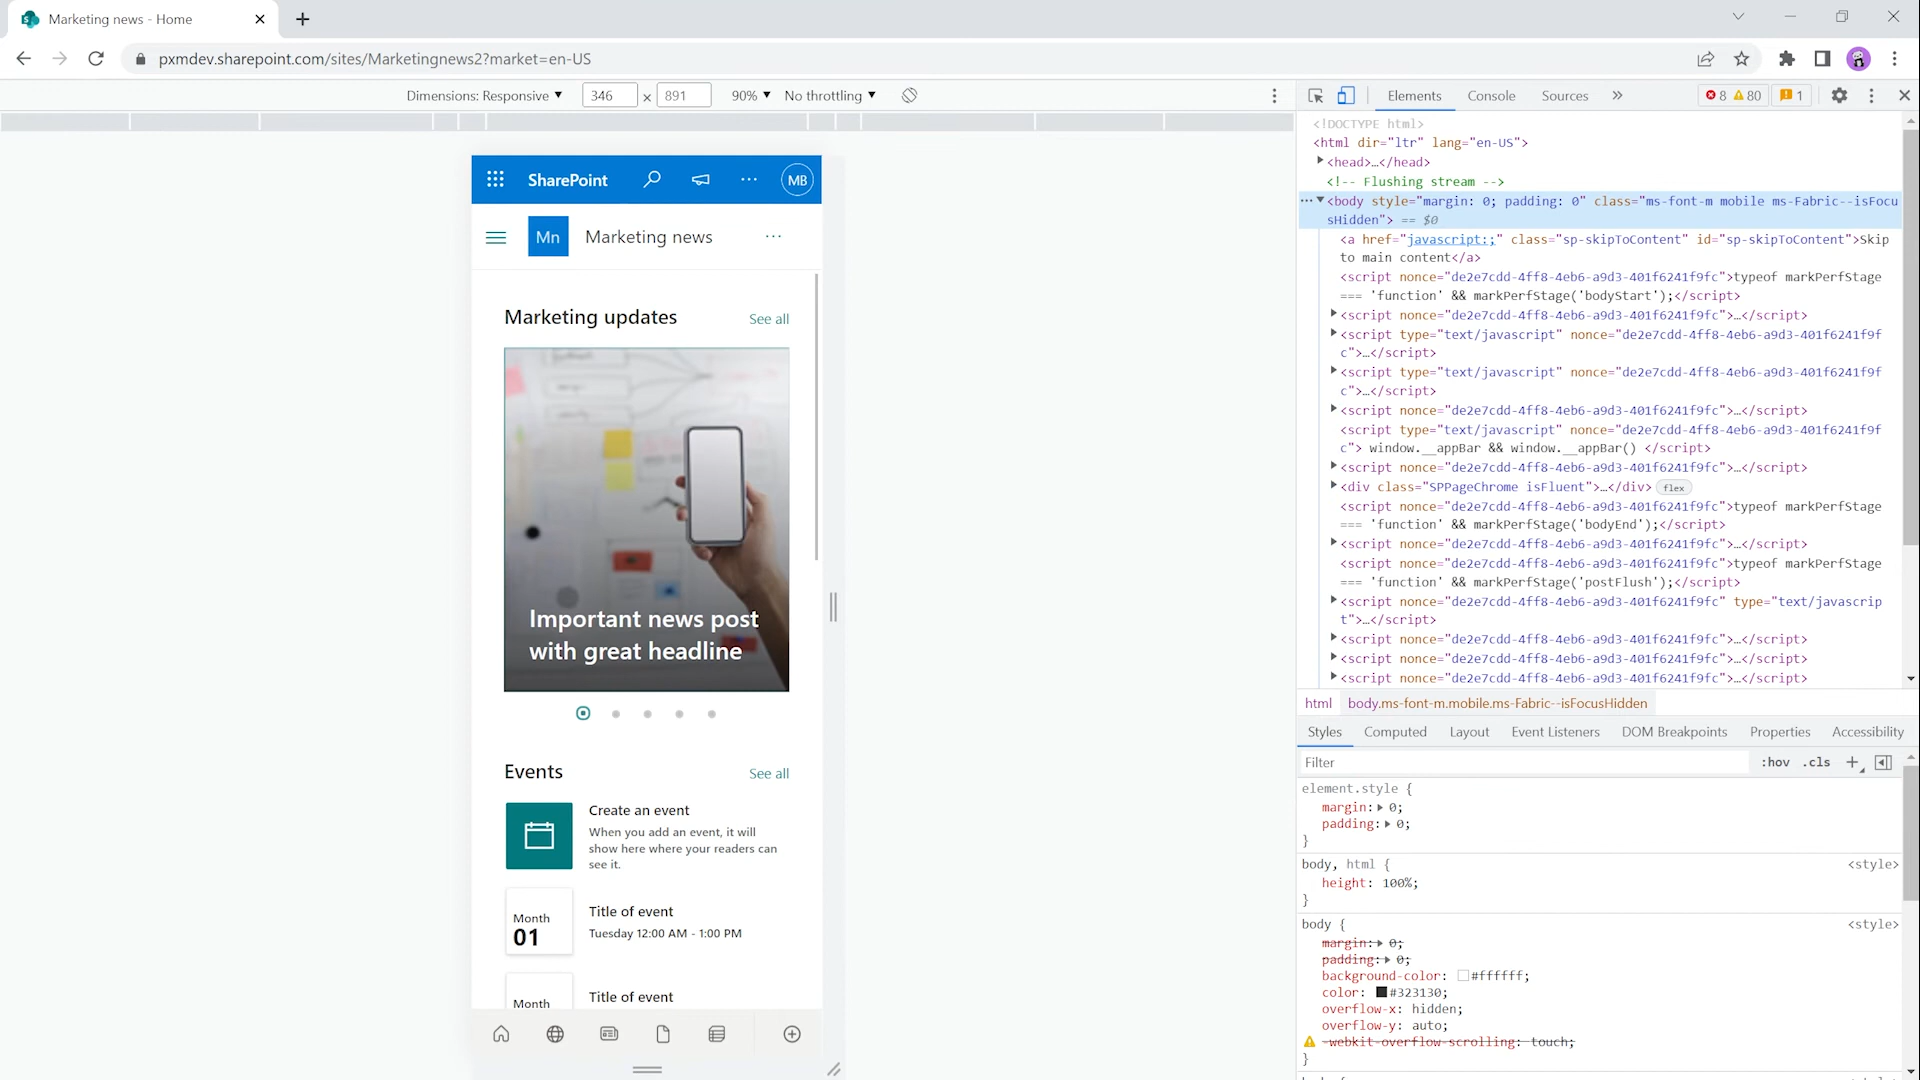 Marketing news - Home
pxmdev.sharepoint.com/sites/Marketingnews2?market=en-US
Dimensions: Responsive 346 x 891 90% No throttling
Elements Console Sources 8 80 1
SharePoint MB
Mn Marketing news
Marketing updates See all
Important news post
with great headline
Events See all
Create an event
When you add an event, it will
show here where your readers can
see it.
Month
01
Title of event
Tuesday 12:00 AM - 1:00 PM
Month
Title of event
<!DOCTYPE html>
<html dir="ltr" lang="en-US">
<head>…</head>
<!-- Flushing stream -->
<body style="margin: 0; padding: 0" class="ms-font-m mobile ms-Fabric--isFocu
sHidden"> == $0
<a href="javascript:;" class="sp-skipToContent" id="sp-skipToContent">Skip
to main content</a>
<script nonce="de2e7cdd-4ff8-4eb6-a9d3-401f6241f9fc">typeof markPerfStage
=== 'function' && markPerfStage('bodyStart');</script>
<script nonce="de2e7cdd-4ff8-4eb6-a9d3-401f6241f9fc">…</script>
<script type="text/javascript" nonce="de2e7cdd-4ff8-4eb6-a9d3-401f6241f9f
c">…</script>
<script type="text/javascript" nonce="de2e7cdd-4ff8-4eb6-a9d3-401f6241f9f
c">…</script>
<script nonce="de2e7cdd-4ff8-4eb6-a9d3-401f6241f9fc">…</script>
<script type="text/javascript" nonce="de2e7cdd-4ff8-4eb6-a9d3-401f6241f9f
c"> window.__appBar && window.__appBar() </script>
<script nonce="de2e7cdd-4ff8-4eb6-a9d3-401f6241f9fc">…</script>
<div class="SPPageChrome isFluent">…</div> flex
<script nonce="de2e7cdd-4ff8-4eb6-a9d3-401f6241f9fc">typeof markPerfStage
=== 'function' && markPerfStage('bodyEnd');</script>
<script nonce="de2e7cdd-4ff8-4eb6-a9d3-401f6241f9fc">…</script>
<script nonce="de2e7cdd-4ff8-4eb6-a9d3-401f6241f9fc">typeof markPerfStage
=== 'function' && markPerfStage('postFlush');</script>
<script nonce="de2e7cdd-4ff8-4eb6-a9d3-401f6241f9fc" type="text/javascrip
t">…</script>
<script nonce="de2e7cdd-4ff8-4eb6-a9d3-401f6241f9fc">…</script>
<script nonce="de2e7cdd-4ff8-4eb6-a9d3-401f6241f9fc">…</script>
<script nonce="de2e7cdd-4ff8-4eb6-a9d3-401f6241f9fc">…</script>
html body.ms-font-m.mobile.ms-Fabric--isFocusHidden
Styles Computed Layout Event Listeners DOM Breakpoints Properties Accessibility
Filter :hov .cls
element.style {
margin: 0;
padding: 0;
}
body, html { <style>
height: 100%;
}
body { <style>
margin: 0;
padding: 0;
background-color: #ffffff;
color: #323130;
overflow-x: hidden;
overflow-y: auto;
-webkit-overflow-scrolling: touch;
}